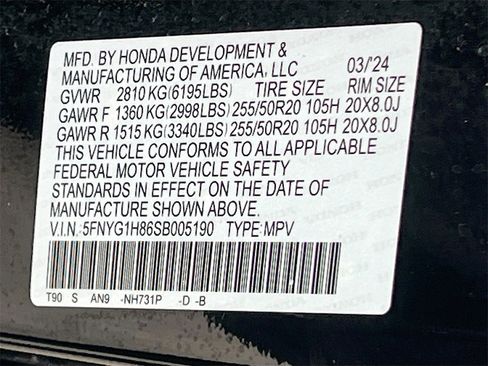 MFD. BY HONDA DEVELOPMENT &
MANUFACTURING OF AMERICA, LLC 03/'24
GVWR 2810 KG(6195LBS) TIRE SIZE RIM SIZE
GAWR F 1360 KG(2998LBS) 255/50R20 105H 20X8.0J
GAWR R 1515 KG(3340LBS) 255/50R20 105H 20X8.0J
THIS VEHICLE CONFORMS TO ALL APPLICABLE
FEDERAL MOTOR VEHICLE SAFETY
STANDARDS IN EFFECT ON THE DATE OF
MANUFACTURE SHOWN ABOVE.
V.I.N.:5FNYG1H86SB005190 TYPE:MPV
T90 S AN9 -NH731P -D -B